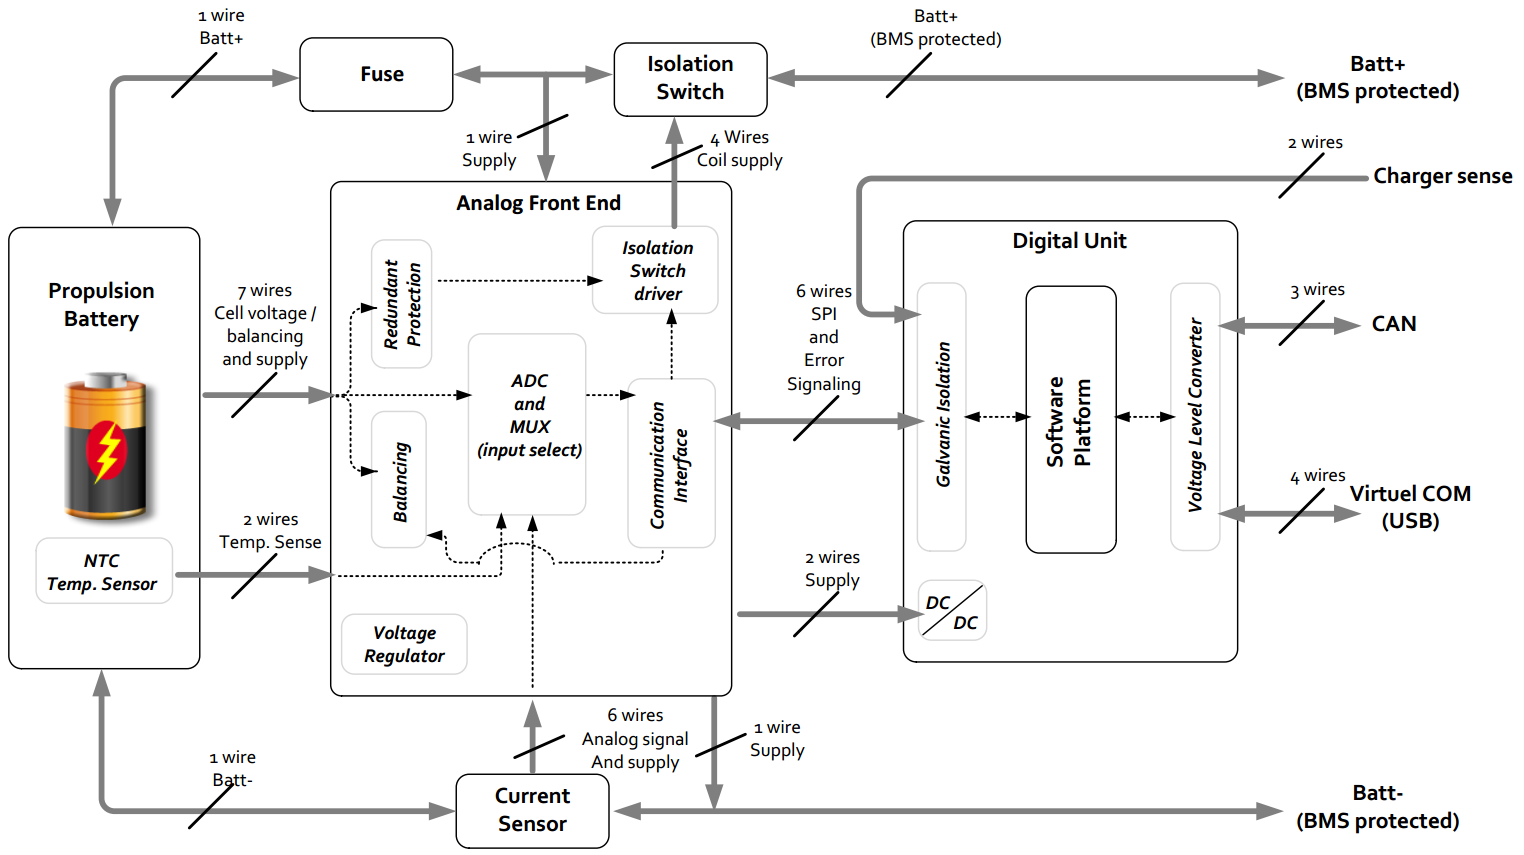 1 wire
Batt+
Fuse
Isolation
Switch
Batt+
(BMS protected)
Batt+
(BMS protected)
1 wire
Supply
4 Wires
Coil supply
2 wires
Charger sense
Analog Front End
Digital Unit
Propulsion
Battery
7 wires
Cell voltage /
balancing
and supply
Redundant
Protection
Isolation
Switch
driver
ADC
and
MUX
(input select)
Balancing
Communication
Interface
6 wires
SPI
and
Error
Signaling
Galvanic Isolation
Software
Platform
Voltage Level Converter
3 wires
CAN
4 wires
Virtuel COM
(USB)
NTC
Temp. Sensor
2 wires
Temp. Sense
Voltage
Regulator
2 wires
Supply
DC
DC
6 wires
Analog signal
And supply
1 wire
Supply
1 wire
Batt-
Current
Sensor
Batt-
(BMS protected)